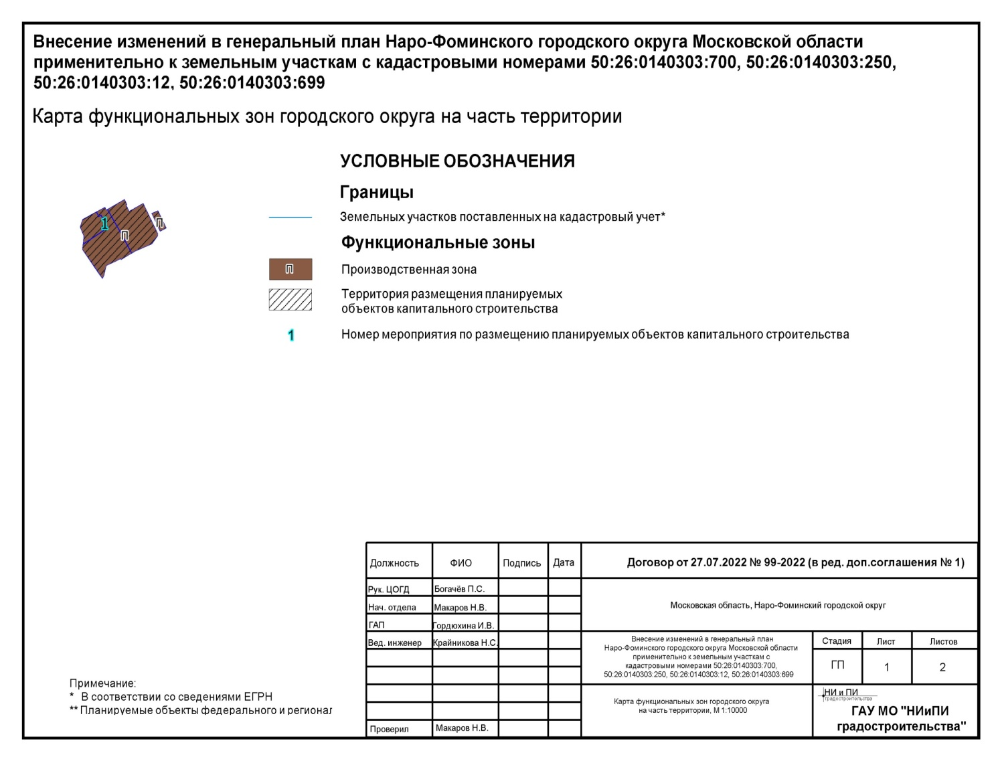 Внесение изменений в генеральный план Наро-Фоминского городского округа Московской области
применительно к земельным участкам с кадастровыми номерами 50:26:0140303:700, 50:26:0140303:250,
50:26:0140303:12, 50:26:0140303:699
Карта функциональных зон городского округа на часть территории
УСЛОВНЫЕ ОБОЗНАЧЕНИЯ
Границы
Земельных участков поставленных на кадастровый учет*
Функциональные зоны
П
Производственная зона
Территория размещения планируемых
объектов капитального строительства
1
Номер мероприятия по размещению планируемых объектов капитального строительства
1
П
П
Должность ФИО Подпись Дата
Договор от 27.07.2022 № 99-2022 (в ред. доп.соглашения № 1)
Рук. ЦОГД Богачёв П.С.
Нач. отдела Макаров Н.В.
ГАП Гордюхина И.В.
Вед. инженер Крайникова Н.С.
Московская область, Наро-Фоминский городской округ
Внесение изменений в генеральный план
Наро-Фоминского городского округа Московской области
применительно к земельным участкам с
кадастровыми номерами 50:26:0140303:700,
50:26:0140303:250, 50:26:0140303:12, 50:26:0140303:699
Стадия Лист Листов
ГП 1 2
Карта функциональных зон городского округа
на часть территории, М 1:10000
НИ и ПИ
градостроительства
ГАУ МО "НИиПИ
градостроительства"
Проверил Макаров Н.В.
Примечание:
* В соответствии со сведениями ЕГРН
** Планируемые объекты федерального и регионал